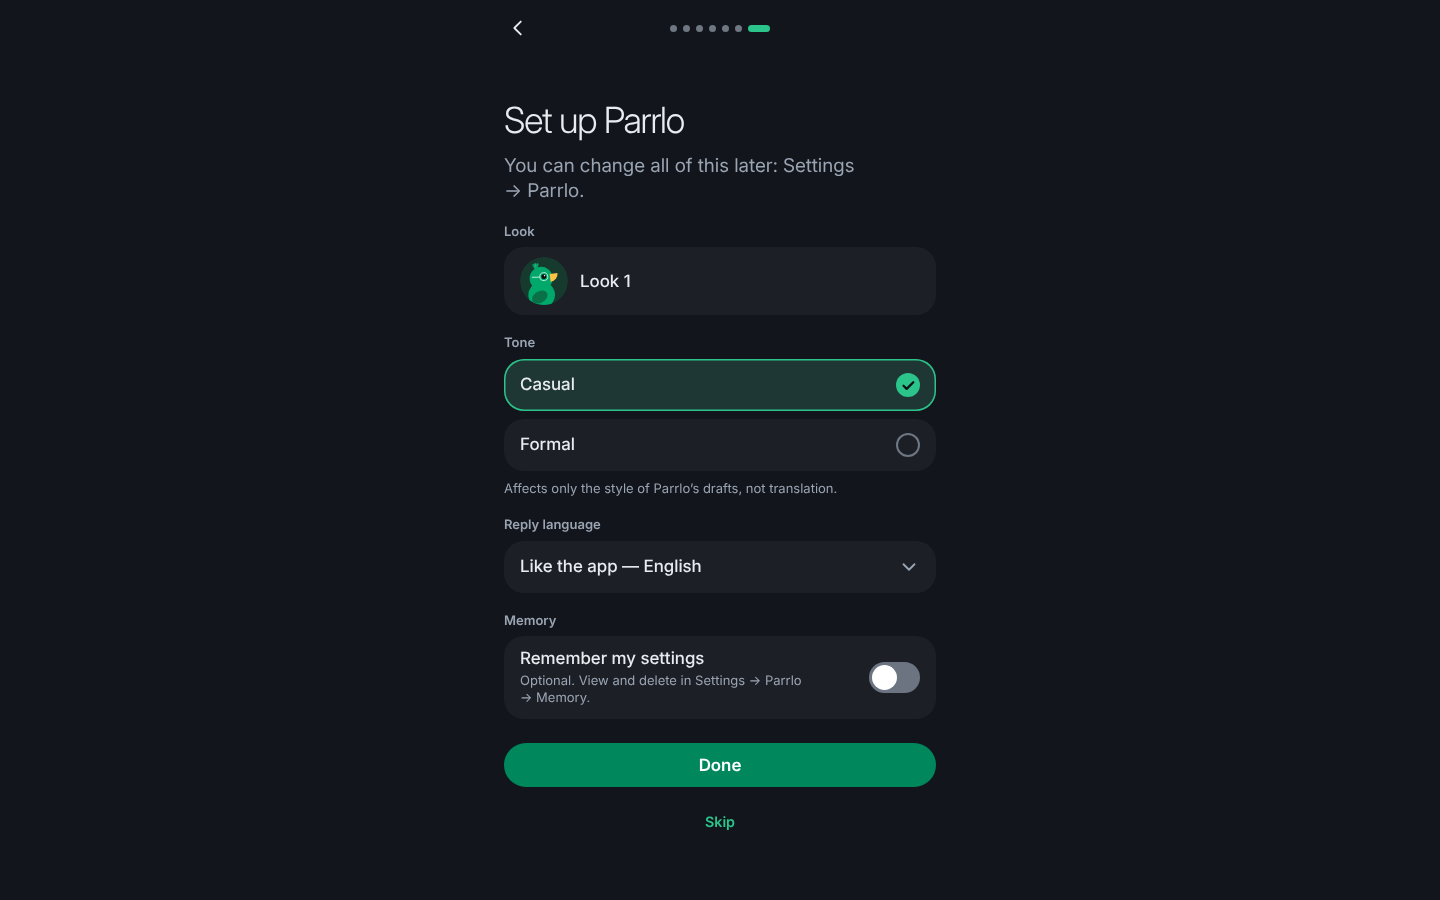 Set up Parrlo
You can change all of this later: Settings
→ Parrlo.
Look
Look 1
Tone
Casual
Formal
Affects only the style of Parrlo’s drafts, not translation.
Reply language
Like the app — English
Memory
Remember my settings
Optional. View and delete in Settings → Parrlo
→ Memory.
Done
Skip